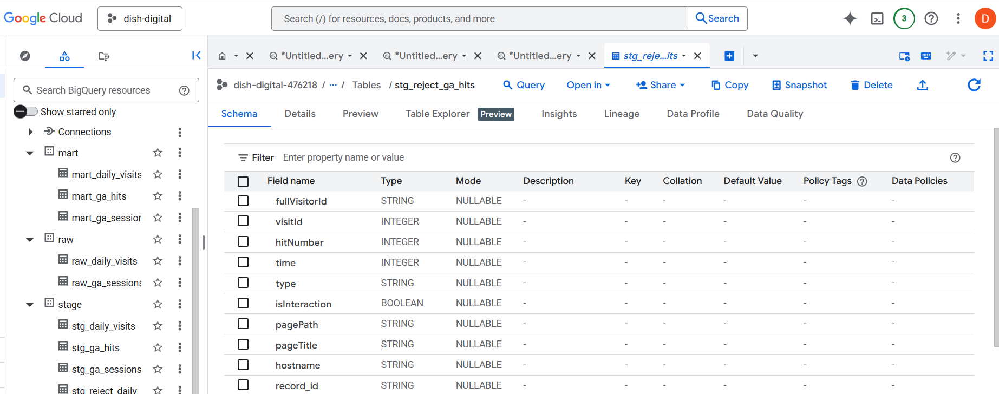 Google Cloud dish-digital Search (/) for resources, docs, products, and more Search 3 D
*Untitled...ery *Untitled...ery *Untitled...ery stg_reje...its
Search BigQuery resources
Show starred only
Connections
mart
mart_daily_visits
mart_ga_hits
mart_ga_session
raw
raw_daily_visits
raw_ga_sessions
stage
stg_daily_visits
stg_ga_hits
stg_ga_sessions
stg_reject_daily
dish-digital-476218 / ... / Tables / stg_reject_ga_hits Query Open in Share Copy Snapshot Delete
Schema Details Preview Table Explorer Preview Insights Lineage Data Profile Data Quality
Filter Enter property name or value
Field name Type Mode Description Key Collation Default Value Policy Tags Data Policies
fullVisitorId STRING NULLABLE - - - - - -
visitId INTEGER NULLABLE - - - - - -
hitNumber INTEGER NULLABLE - - - - - -
time INTEGER NULLABLE - - - - - -
type STRING NULLABLE - - - - - -
isInteraction BOOLEAN NULLABLE - - - - - -
pagePath STRING NULLABLE - - - - - -
pageTitle STRING NULLABLE - - - - - -
hostname STRING NULLABLE - - - - - -
record_id STRING NULLABLE - - - - - -